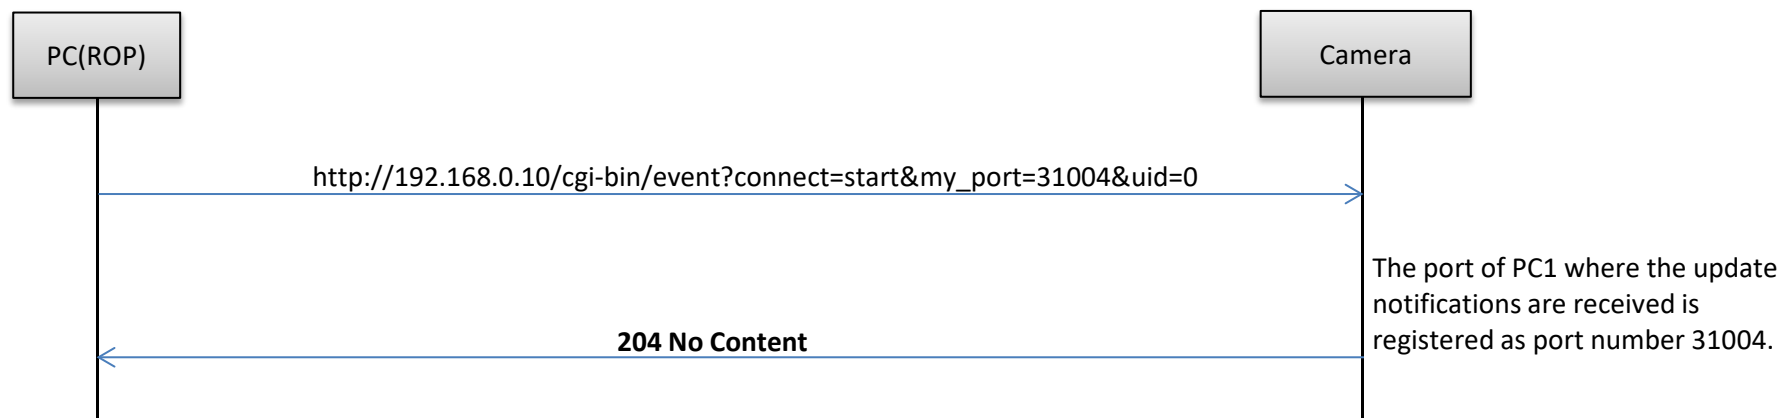 PC(ROP)
Camera
http://192.168.0.10/cgi-bin/event?connect=start&my_port=31004&uid=0
The port of PC1 where the update
notifications are received is
registered as port number 31004.
204 No Content